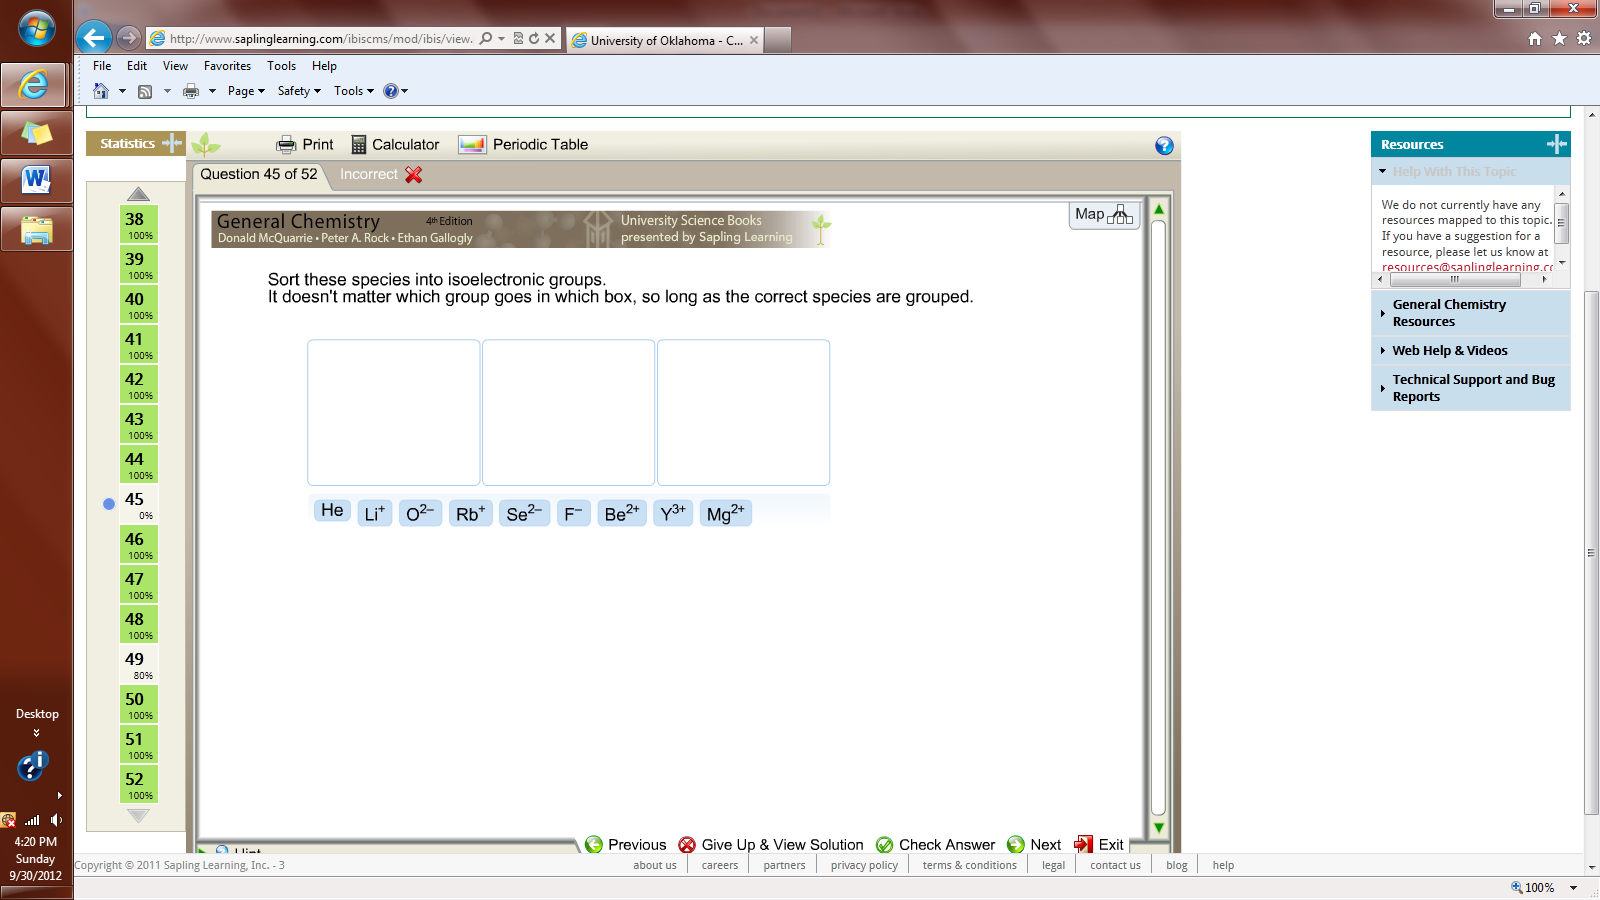 http://www.saplinglearning.com/ibiscms/mod/ibis/view.
University of Oklahoma - C...
File Edit View Favorites Tools Help
Page Safety Tools
Statistics
Print Calculator Periodic Table
Resources
Question 45 of 52 Incorrect
Help With This Topic
We do not currently have any
resources mapped to this topic.
If you have a suggestion for a
resource, please let us know at
resources@saplinglearning.cc
General Chemistry
Resources
Web Help & Videos
Technical Support and Bug
Reports
38
100%
39
100%
40
100%
41
100%
42
100%
43
100%
44
100%
45
0%
46
100%
47
100%
48
100%
49
80%
50
100%
51
100%
52
100%
General Chemistry 4th Edition
Donald McQuarrie • Peter A. Rock • Ethan Gallogly
University Science Books
presented by Sapling Learning
Map
Sort these species into isoelectronic groups.
It doesn't matter which group goes in which box, so long as the correct species are grouped.
He Li⁺ O²⁻ Rb⁺ Se²⁻ F⁻ Be²⁺ Y³⁺ Mg²⁺
Hint
Previous Give Up & View Solution Check Answer Next Exit
Copyright © 2011 Sapling Learning, Inc. - 3
about us careers partners privacy policy terms & conditions legal contact us blog help
100%
Desktop
4:20 PM
Sunday
9/30/2012